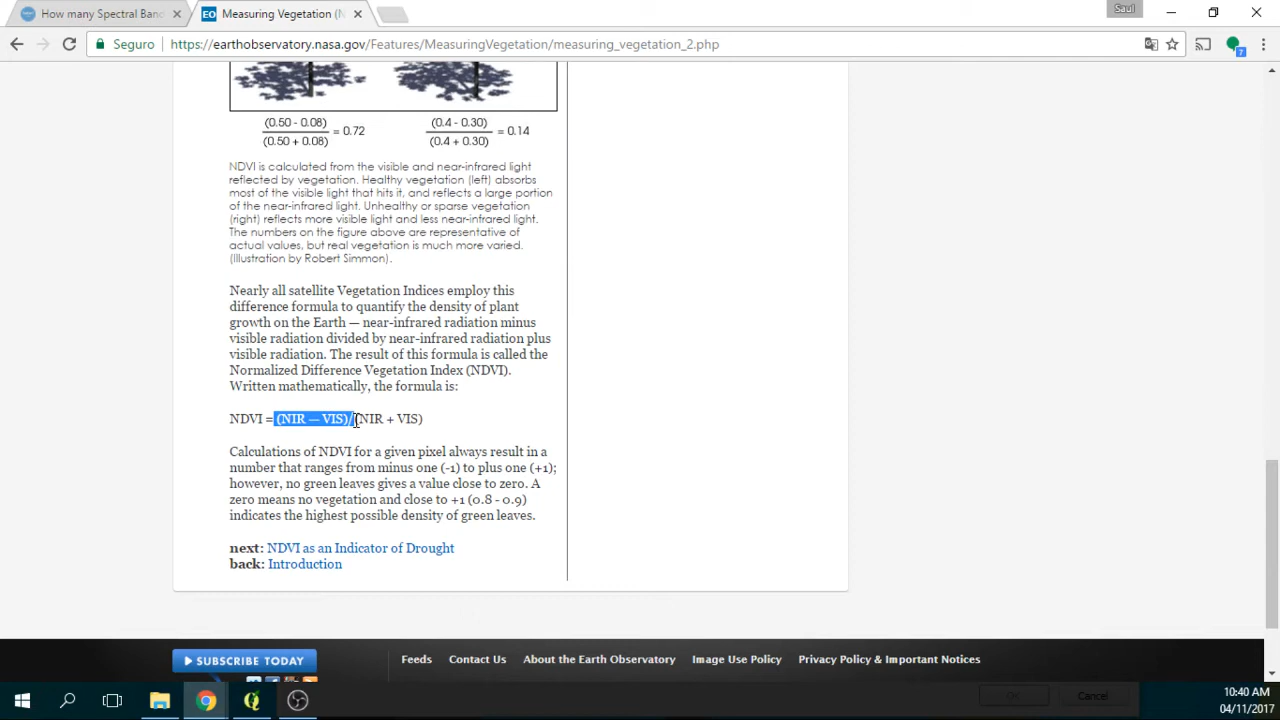 How many Spectral Band
Measuring Vegetation (N
Saul
Seguro
https://earthobservatory.nasa.gov/Features/MeasuringVegetation/measuring_vegetation_2.php
7
(0.50 - 0.08)
(0.50 + 0.08)
= 0.72
(0.4 - 0.30)
(0.4 + 0.30)
= 0.14
NDVI is calculated from the visible and near-infrared light
reflected by vegetation. Healthy vegetation (left) absorbs
most of the visible light that hits it, and reflects a large portion
of the near-infrared light. Unhealthy or sparse vegetation
(right) reflects more visible light and less near-infrared light.
The numbers on the figure above are representative of
actual values, but real vegetation is much more varied.
(Illustration by Robert Simmon).
Nearly all satellite Vegetation Indices employ this
difference formula to quantify the density of plant
growth on the Earth — near-infrared radiation minus
visible radiation divided by near-infrared radiation plus
visible radiation. The result of this formula is called the
Normalized Difference Vegetation Index (NDVI).
Written mathematically, the formula is:
NDVI = (NIR — VIS)/(NIR + VIS)
Calculations of NDVI for a given pixel always result in a
number that ranges from minus one (-1) to plus one (+1);
however, no green leaves gives a value close to zero. A
zero means no vegetation and close to +1 (0.8 - 0.9)
indicates the highest possible density of green leaves.
next: NDVI as an Indicator of Drought
back: Introduction
SUBSCRIBE TODAY
Feeds
Contact Us
About the Earth Observatory
Image Use Policy
Privacy Policy & Important Notices
OK
Cancel
10:40 AM
04/11/2017